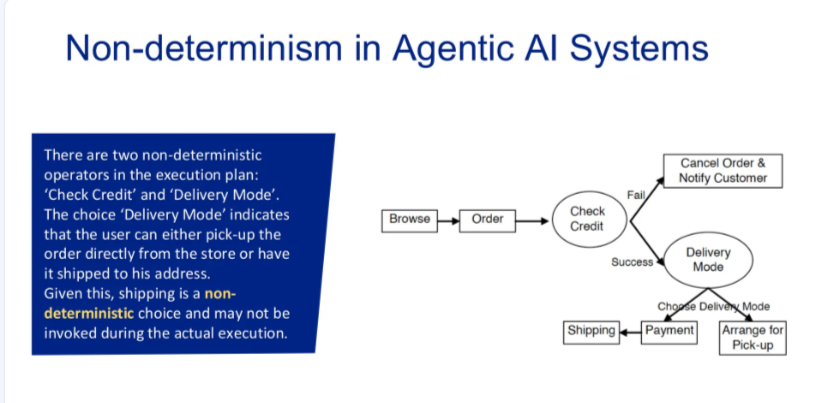 Non-determinism in Agentic AI Systems
There are two non-deterministic
operators in the execution plan:
‘Check Credit’ and ‘Delivery Mode’.
The choice ‘Delivery Mode’ indicates
that the user can either pick-up the
order directly from the store or have
it shipped to his address.
Given this, shipping is a non-
deterministic choice and may not be
invoked during the actual execution.
Browse
Order
Check
Credit
Fail
Cancel Order &
Notify Customer
Success
Delivery
Mode
Choose Delivery Mode
Shipping
Payment
Arrange for
Pick-up